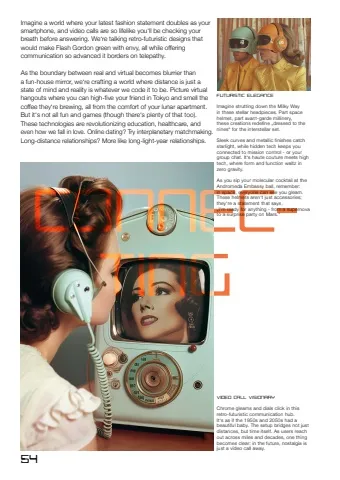 Imagine a world where your latest fashion statement doubles as your
smartphone, and video calls are so lifelike you'll be checking your
breath before answering. We're talking retro-futuristic designs that
would make Flash Gordon green with envy, all while offering
communication so advanced it borders on telepathy.
As the boundary between real and virtual becomes blurrier than
a fun-house mirror, we're crafting a world where distance is just a
state of mind and reality is whatever we code it to be. Picture virtual
hangouts where you can high-five your friend in Tokyo and smell the
coffee they're brewing, all from the comfort of your lunar apartment.
But it's not all fun and games (though there's plenty of that too).
These technologies are revolutionizing education, healthcare, and
even how we fall in love. Online dating? Try interplanetary matchmaking.
Long-distance relationships? More like long-light-year relationships.
FUTURISTIC ELEGANCE
Imagine strutting down the Milky Way
in these stellar headpieces. Part space
helmet, part avant-garde millinery,
these creations redefine „dressed to the
nines" for the interstellar set.
Sleek curves and metallic finishes catch
starlight, while hidden tech keeps you
connected to mission control - or your
group chat. It's haute couture meets high
tech, where form and function waltz in
zero gravity.
As you sip your molecular cocktail at the
Andromeda Embassy ball, remember:
in space, everyone can see you gleam.
These helmets aren't just accessories;
they're a statement that says,
I'm ready for anything - from a supernova
to a surprise party on Mars."
CONNEC
TING
VIDEO CALL VISIONARY
Chrome gleams and dials click in this
retro-futuristic communication hub.
It's as if the 1950s and 2050s had a
beautiful baby. The setup bridges not just
distances, but time itself. As users reach
out across miles and decades, one thing
becomes clear: in the future, nostalgia is
just a video call away.
54